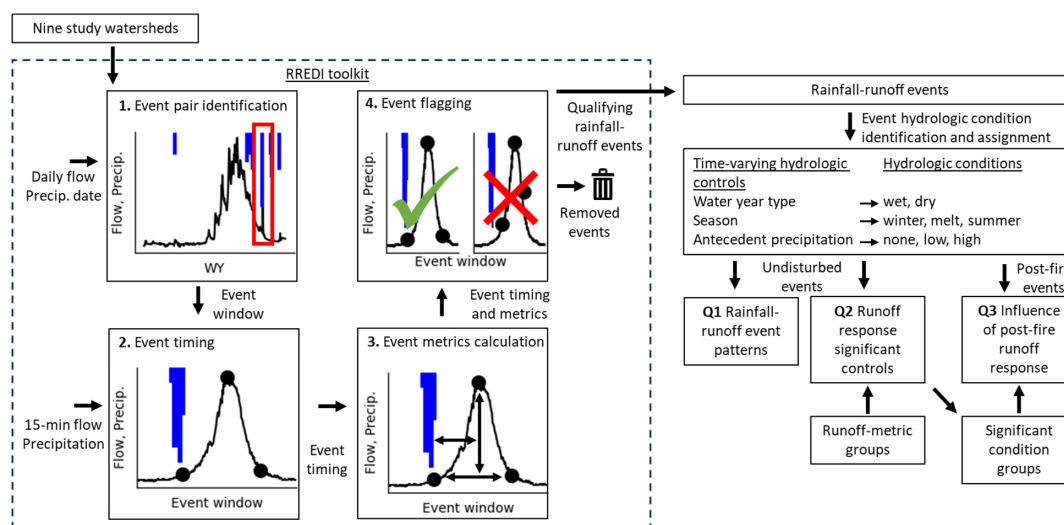 Nine study watersheds
RREDI toolkit
1. Event pair identification
Flow, Precip.
WY
Daily flow
Precip. date
Event
window
2. Event timing
Flow, Precip.
Event window
15-min flow
Precipitation
Event
timing
3. Event metrics calculation
Flow, Precip.
Event window
Event timing
and metrics
4. Event flagging
Flow, Precip.
Event window
Qualifying
rainfall-
runoff events
Removed
events
Rainfall-runoff events
Event hydrologic condition
identification and assignment
Time-varying hydrologic
controls
Hydrologic conditions
Water year type
wet, dry
Season
winter, melt, summer
Antecedent precipitation
none, low, high
Undisturbed
events
Post-fir
events
Q1 Rainfall-
runoff event
patterns
Q2 Runoff
response
significant
controls
Q3 Influence
of post-fire
runoff
response
Runoff-metric
groups
Significant
condition
groups